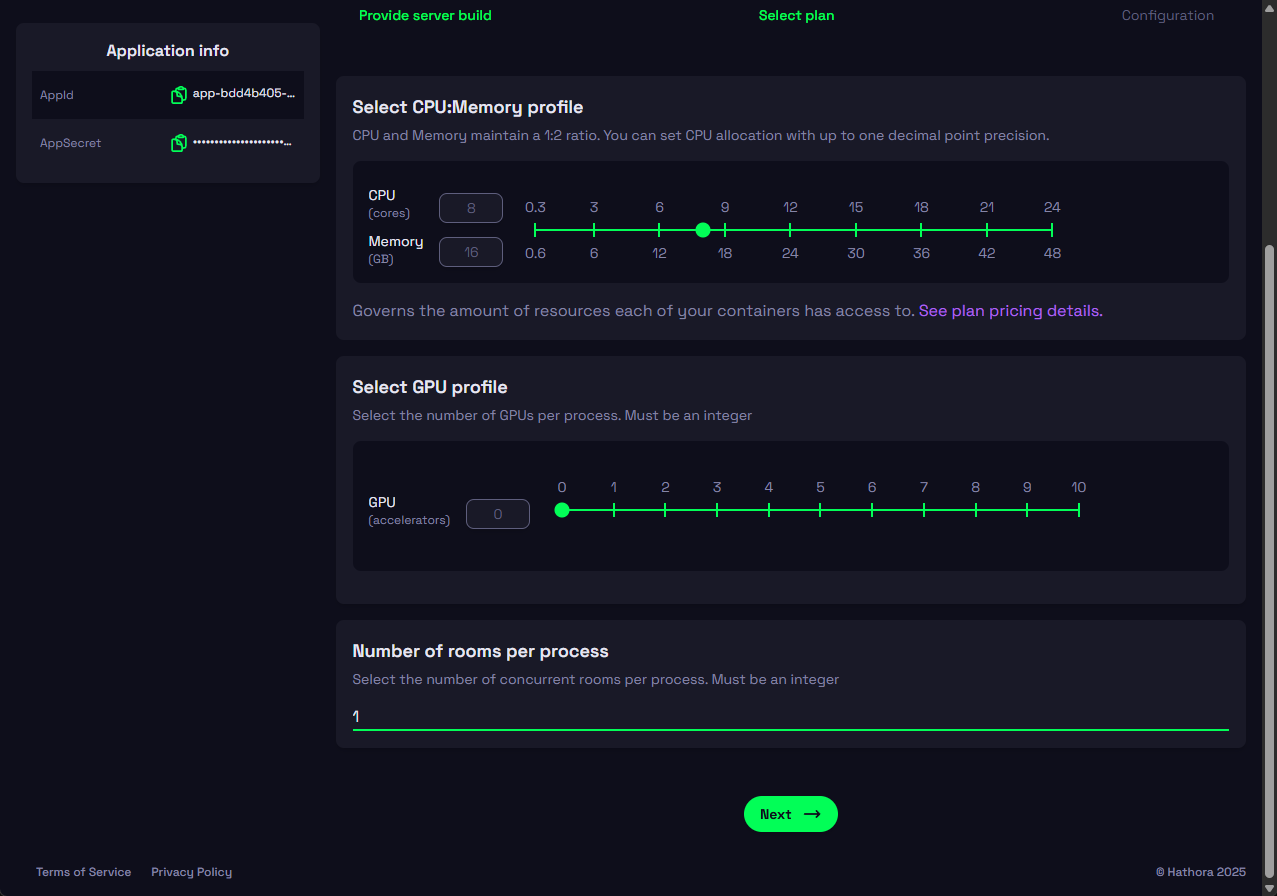 Provide server build Select plan Configuration
Application info
AppId app-bdd4b405-...
AppSecret •••••••••••••••••••••...
Select CPU:Memory profile
CPU and Memory maintain a 1:2 ratio. You can set CPU allocation with up to one decimal point precision.
CPU
(cores)
8
0.3 3 6 9 12 15 18 21 24
Memory
(GB)
16
0.6 6 12 18 24 30 36 42 48
Governs the amount of resources each of your containers has access to. See plan pricing details.
Select GPU profile
Select the number of GPUs per process. Must be an integer
0 1 2 3 4 5 6 7 8 9 10
GPU
(accelerators)
0
Number of rooms per process
Select the number of concurrent rooms per process. Must be an integer
1
Next →
Terms of Service Privacy Policy © Hathora 2025